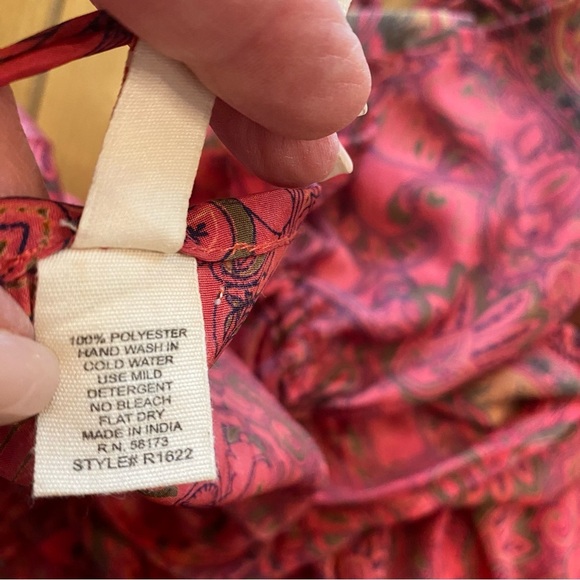 100% POLYESTER
HAND WASH IN
COLD WATER
USE MILD
DETERGENT
NO BLEACH
FLAT DRY
MADE IN INDIA
R.N. 58173
STYLE# R1622